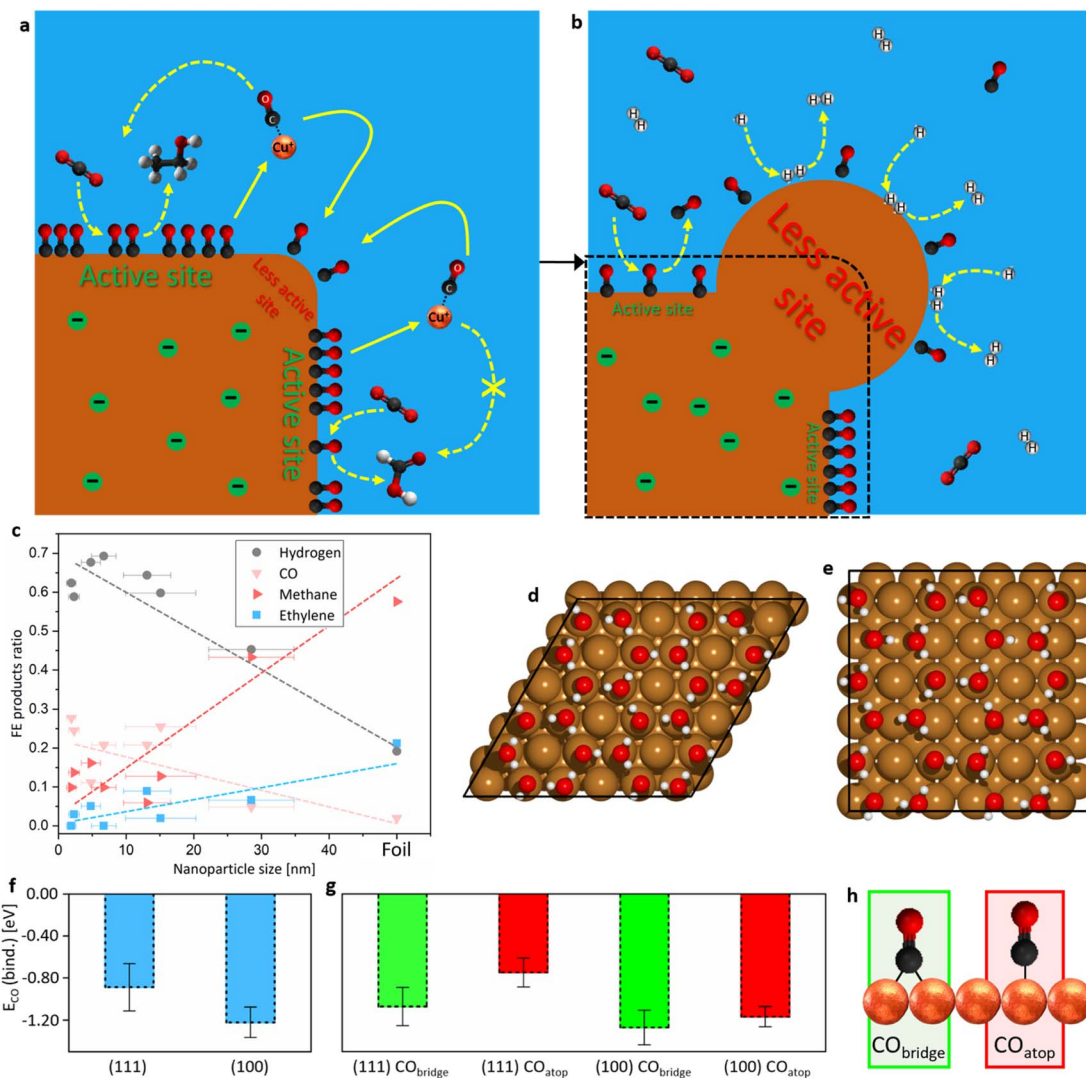 a
O
C
Cu⁺
Active site
Less active
site
O
C
Cu⁺
Active site
− − − − − − − −
b
H H
H H
H H H
H H
H
H H
H H
H
H H
H H
H H
Less active
site
Active site
Active site
− − − − − − −
c
0.7
0.6
0.5
0.4
0.3
0.2
0.1
0.0
FE products ratio
Hydrogen
CO
Methane
Ethylene
0 10 20 30 40 Foil
Nanoparticle size [nm]
d
e
f
0.00
-0.40
-0.80
-1.20
E_CO (bind.) [eV]
(111) (100)
g
(111) CO_bridge (111) CO_atop (100) CO_bridge (100) CO_atop
h
CO_bridge
CO_atop